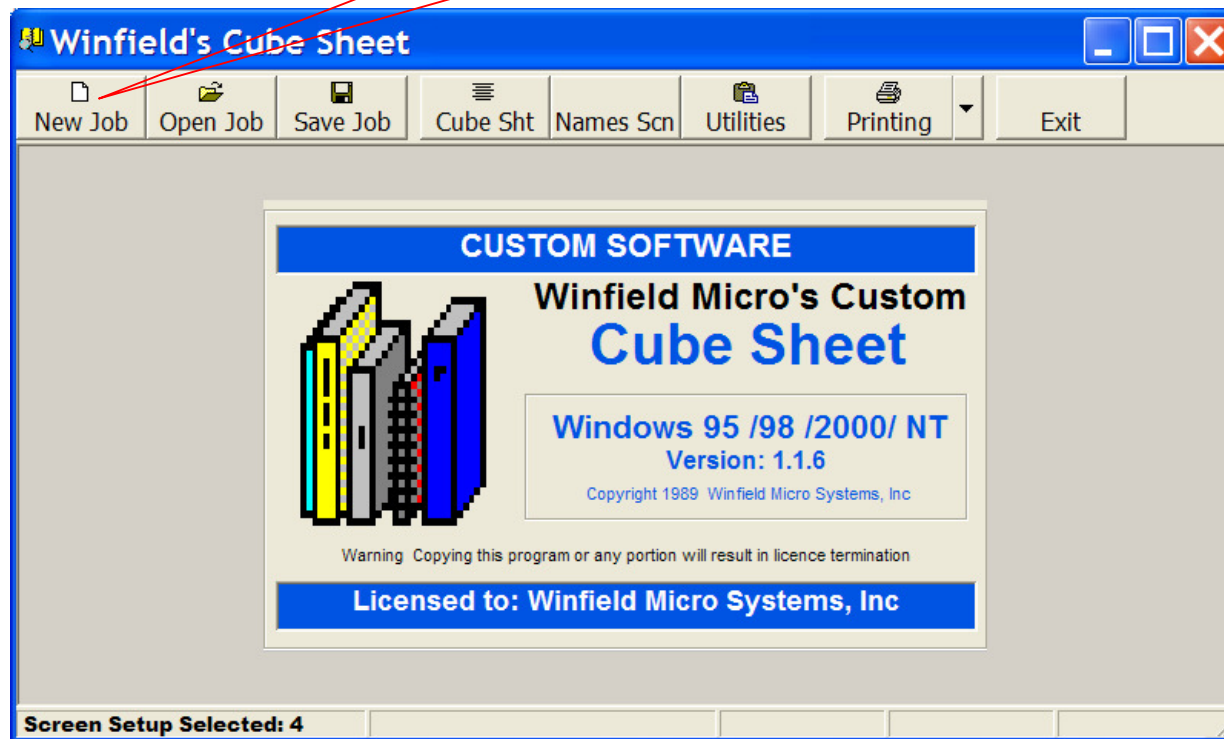 Winfield's Cube Sheet
New Job Open Job Save Job Cube Sht Names Scn Utilities Printing Exit
CUSTOM SOFTWARE
Winfield Micro's Custom
Cube Sheet
Windows 95 /98 /2000/ NT
Version: 1.1.6
Copyright 1989 Winfield Micro Systems, Inc
Warning Copying this program or any portion will result in licence termination
Licensed to: Winfield Micro Systems, Inc
Screen Setup Selected: 4